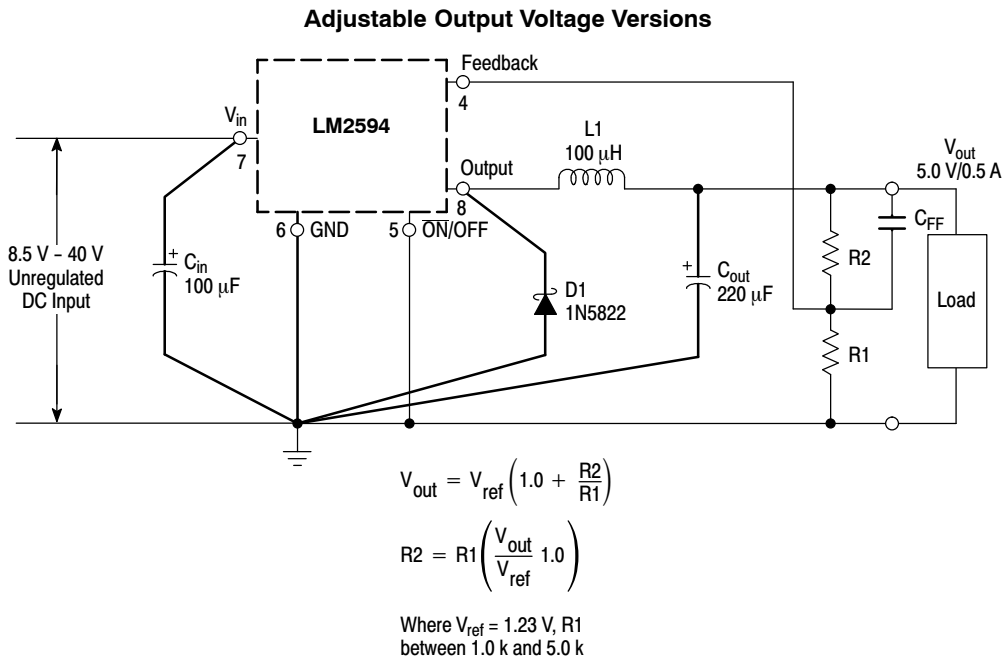 Adjustable Output Voltage Versions
Feedback
4
Vin
7
LM2594
L1
100 μH
Output
8
Vout
5.0 V/0.5 A
6
GND
5
ON/OFF
CFF
8.5 V – 40 V
Unregulated
DC Input
+
Cin
100 μF
D1
1N5822
+
Cout
220 μF
R2
Load
R1
Vout = Vref (1.0 + R2/R1)
R2 = R1 (Vout/Vref 1.0)
Where Vref = 1.23 V, R1
between 1.0 k and 5.0 k